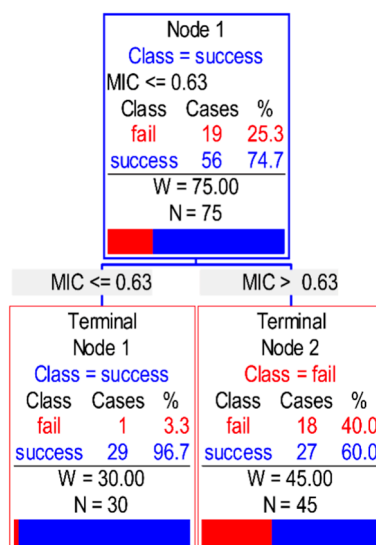 Node 1
Class = success
MIC <= 0.63
Class Cases %
fail 19 25.3
success 56 74.7
W = 75.00
N = 75
MIC <= 0.63
MIC > 0.63
Terminal
Node 1
Class = success
Class Cases %
fail 1 3.3
success 29 96.7
W = 30.00
N = 30
Terminal
Node 2
Class = fail
Class Cases %
fail 18 40.0
success 27 60.0
W = 45.00
N = 45